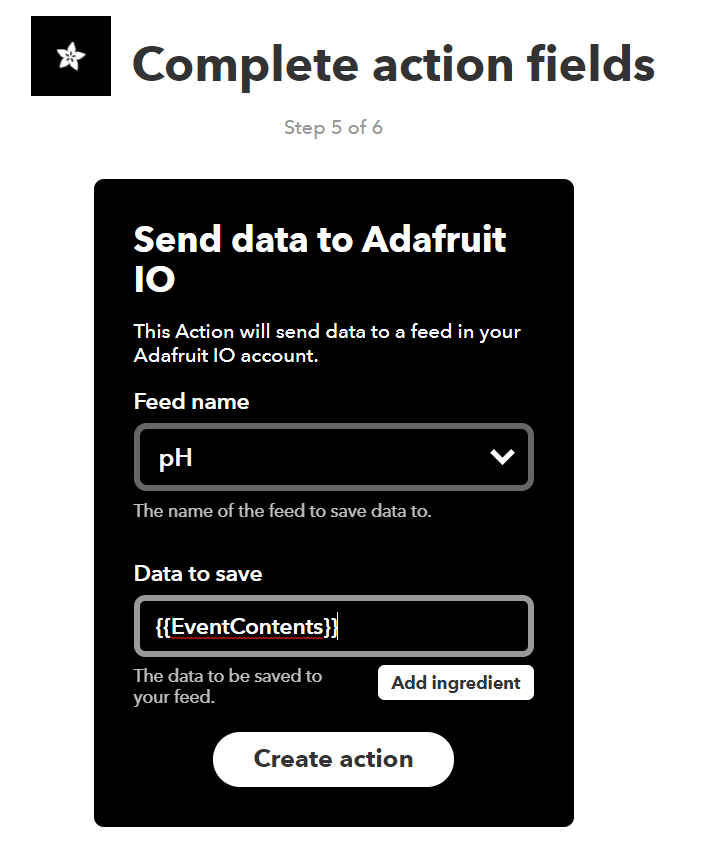 Complete action fields
Step 5 of 6
Send data to Adafruit
IO
This Action will send data to a feed in your
Adafruit IO account.
Feed name
pH
The name of the feed to save data to.
Data to save
{{EventContents}}
The data to be saved to
your feed.
Add ingredient
Create action